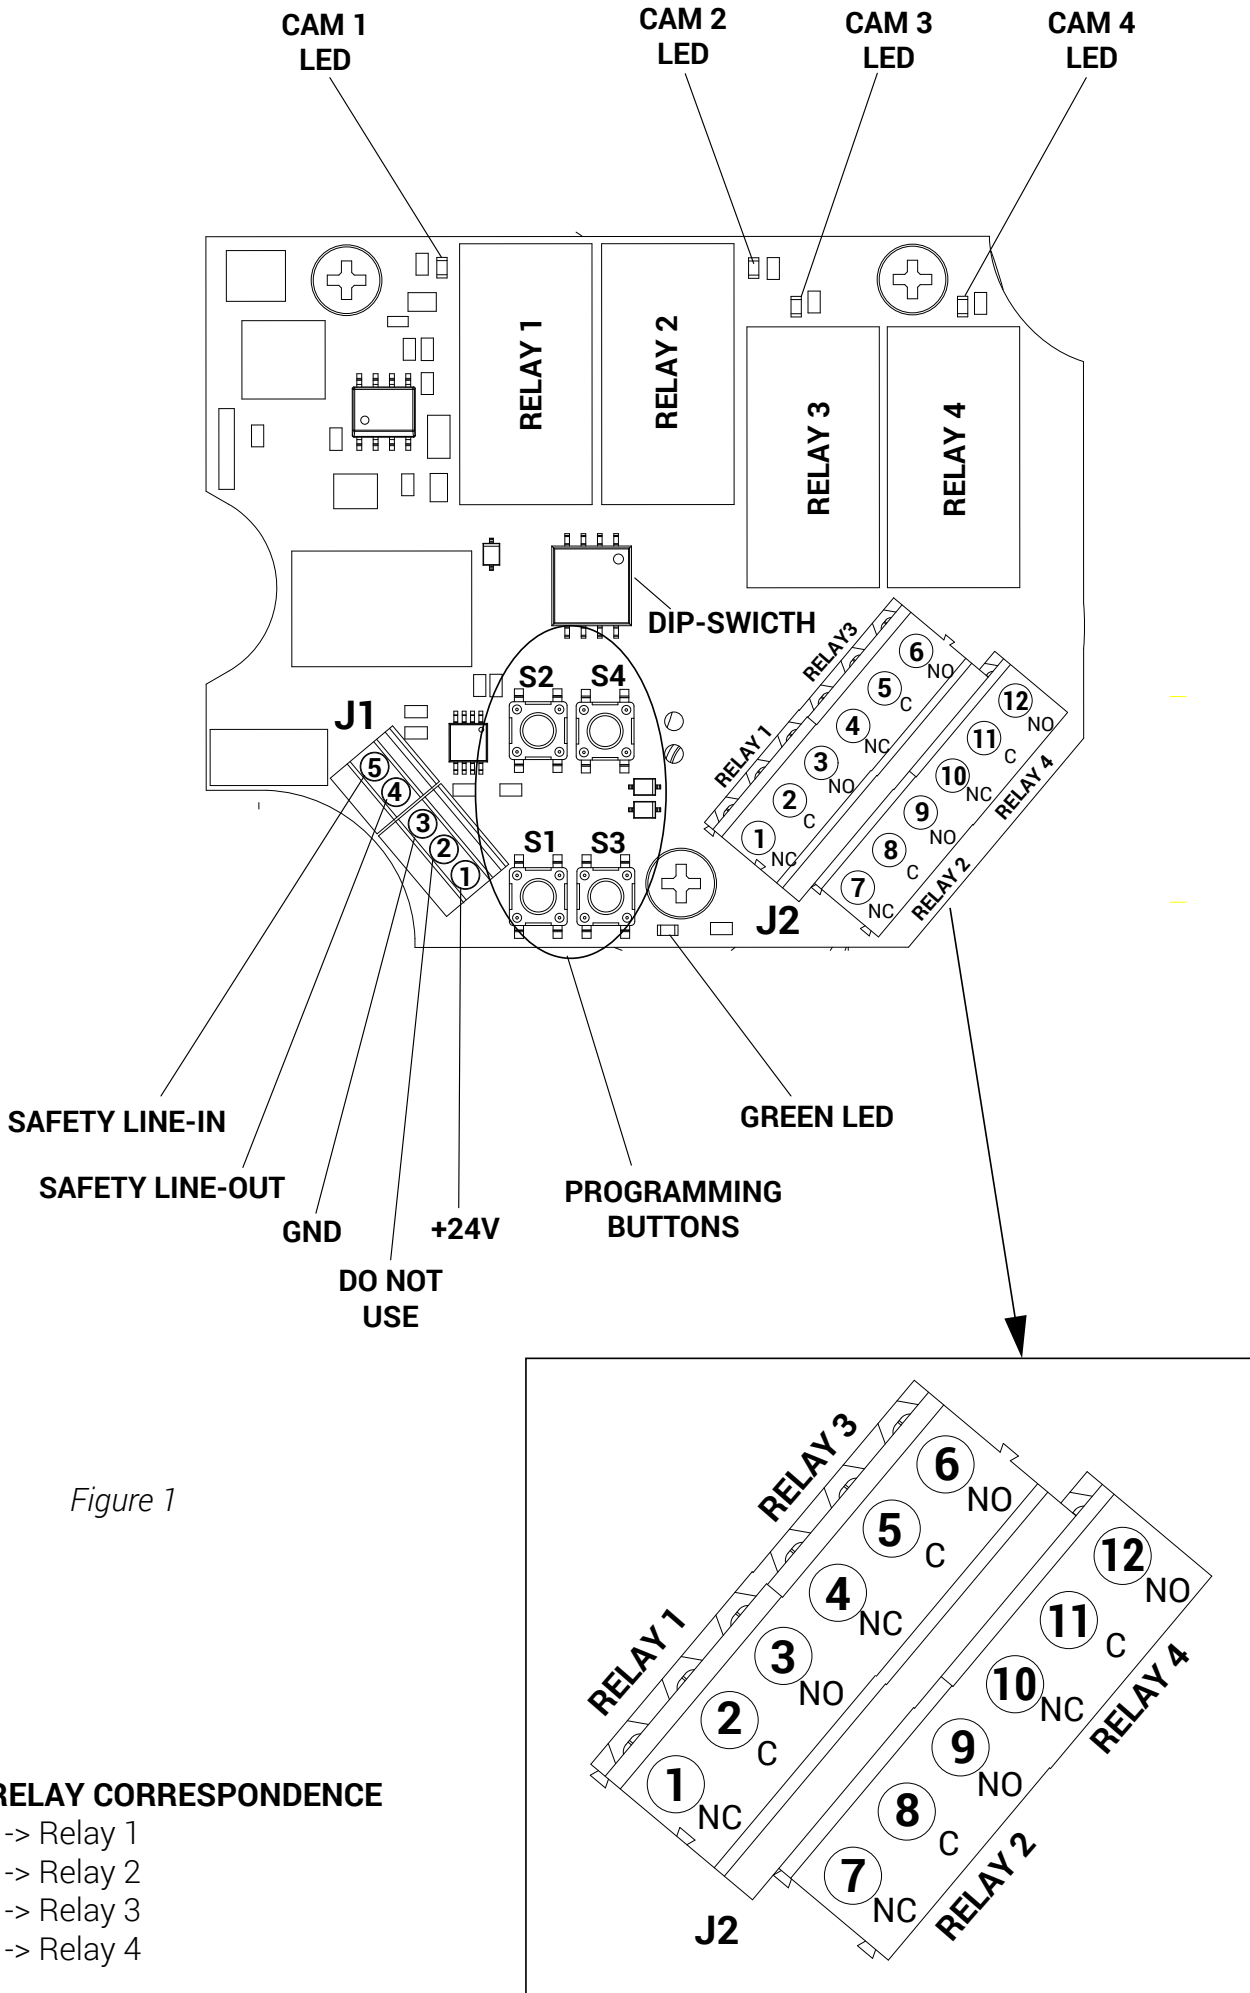 CAM 1
LED
CAM 2
LED
CAM 3
LED
CAM 4
LED
RELAY 1
RELAY 2
RELAY 3
RELAY 4
DIP-SWICTH
S2
S4
S1
S3
J1
5
4
3
2
1
RELAY3
RELAY 1
6
NO
5
C
4
NC
3
NO
2
C
1
NC
12
NO
11
C
10
NC
9
NO
8
C
7
NC
RELAY 4
RELAY 2
J2
SAFETY LINE-IN
SAFETY LINE-OUT
GND
DO NOT
USE
+24V
PROGRAMMING
BUTTONS
GREEN LED
Figure 1
RELAY 3
RELAY 1
6
NO
5
C
4
NC
3
NO
2
C
1
NC
12
NO
11
C
10
NC
9
NO
8
C
7
NC
RELAY 4
RELAY 2
J2
RELAY CORRESPONDENCE
-> Relay 1
-> Relay 2
-> Relay 3
-> Relay 4